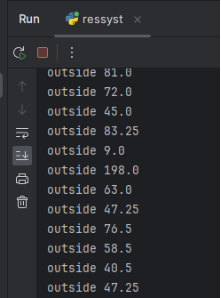 Run ressyst
outside 81.0
outside 72.0
outside 45.0
outside 83.25
outside 9.0
outside 198.0
outside 63.0
outside 47.25
outside 76.5
outside 58.5
outside 40.5
outside 47.25